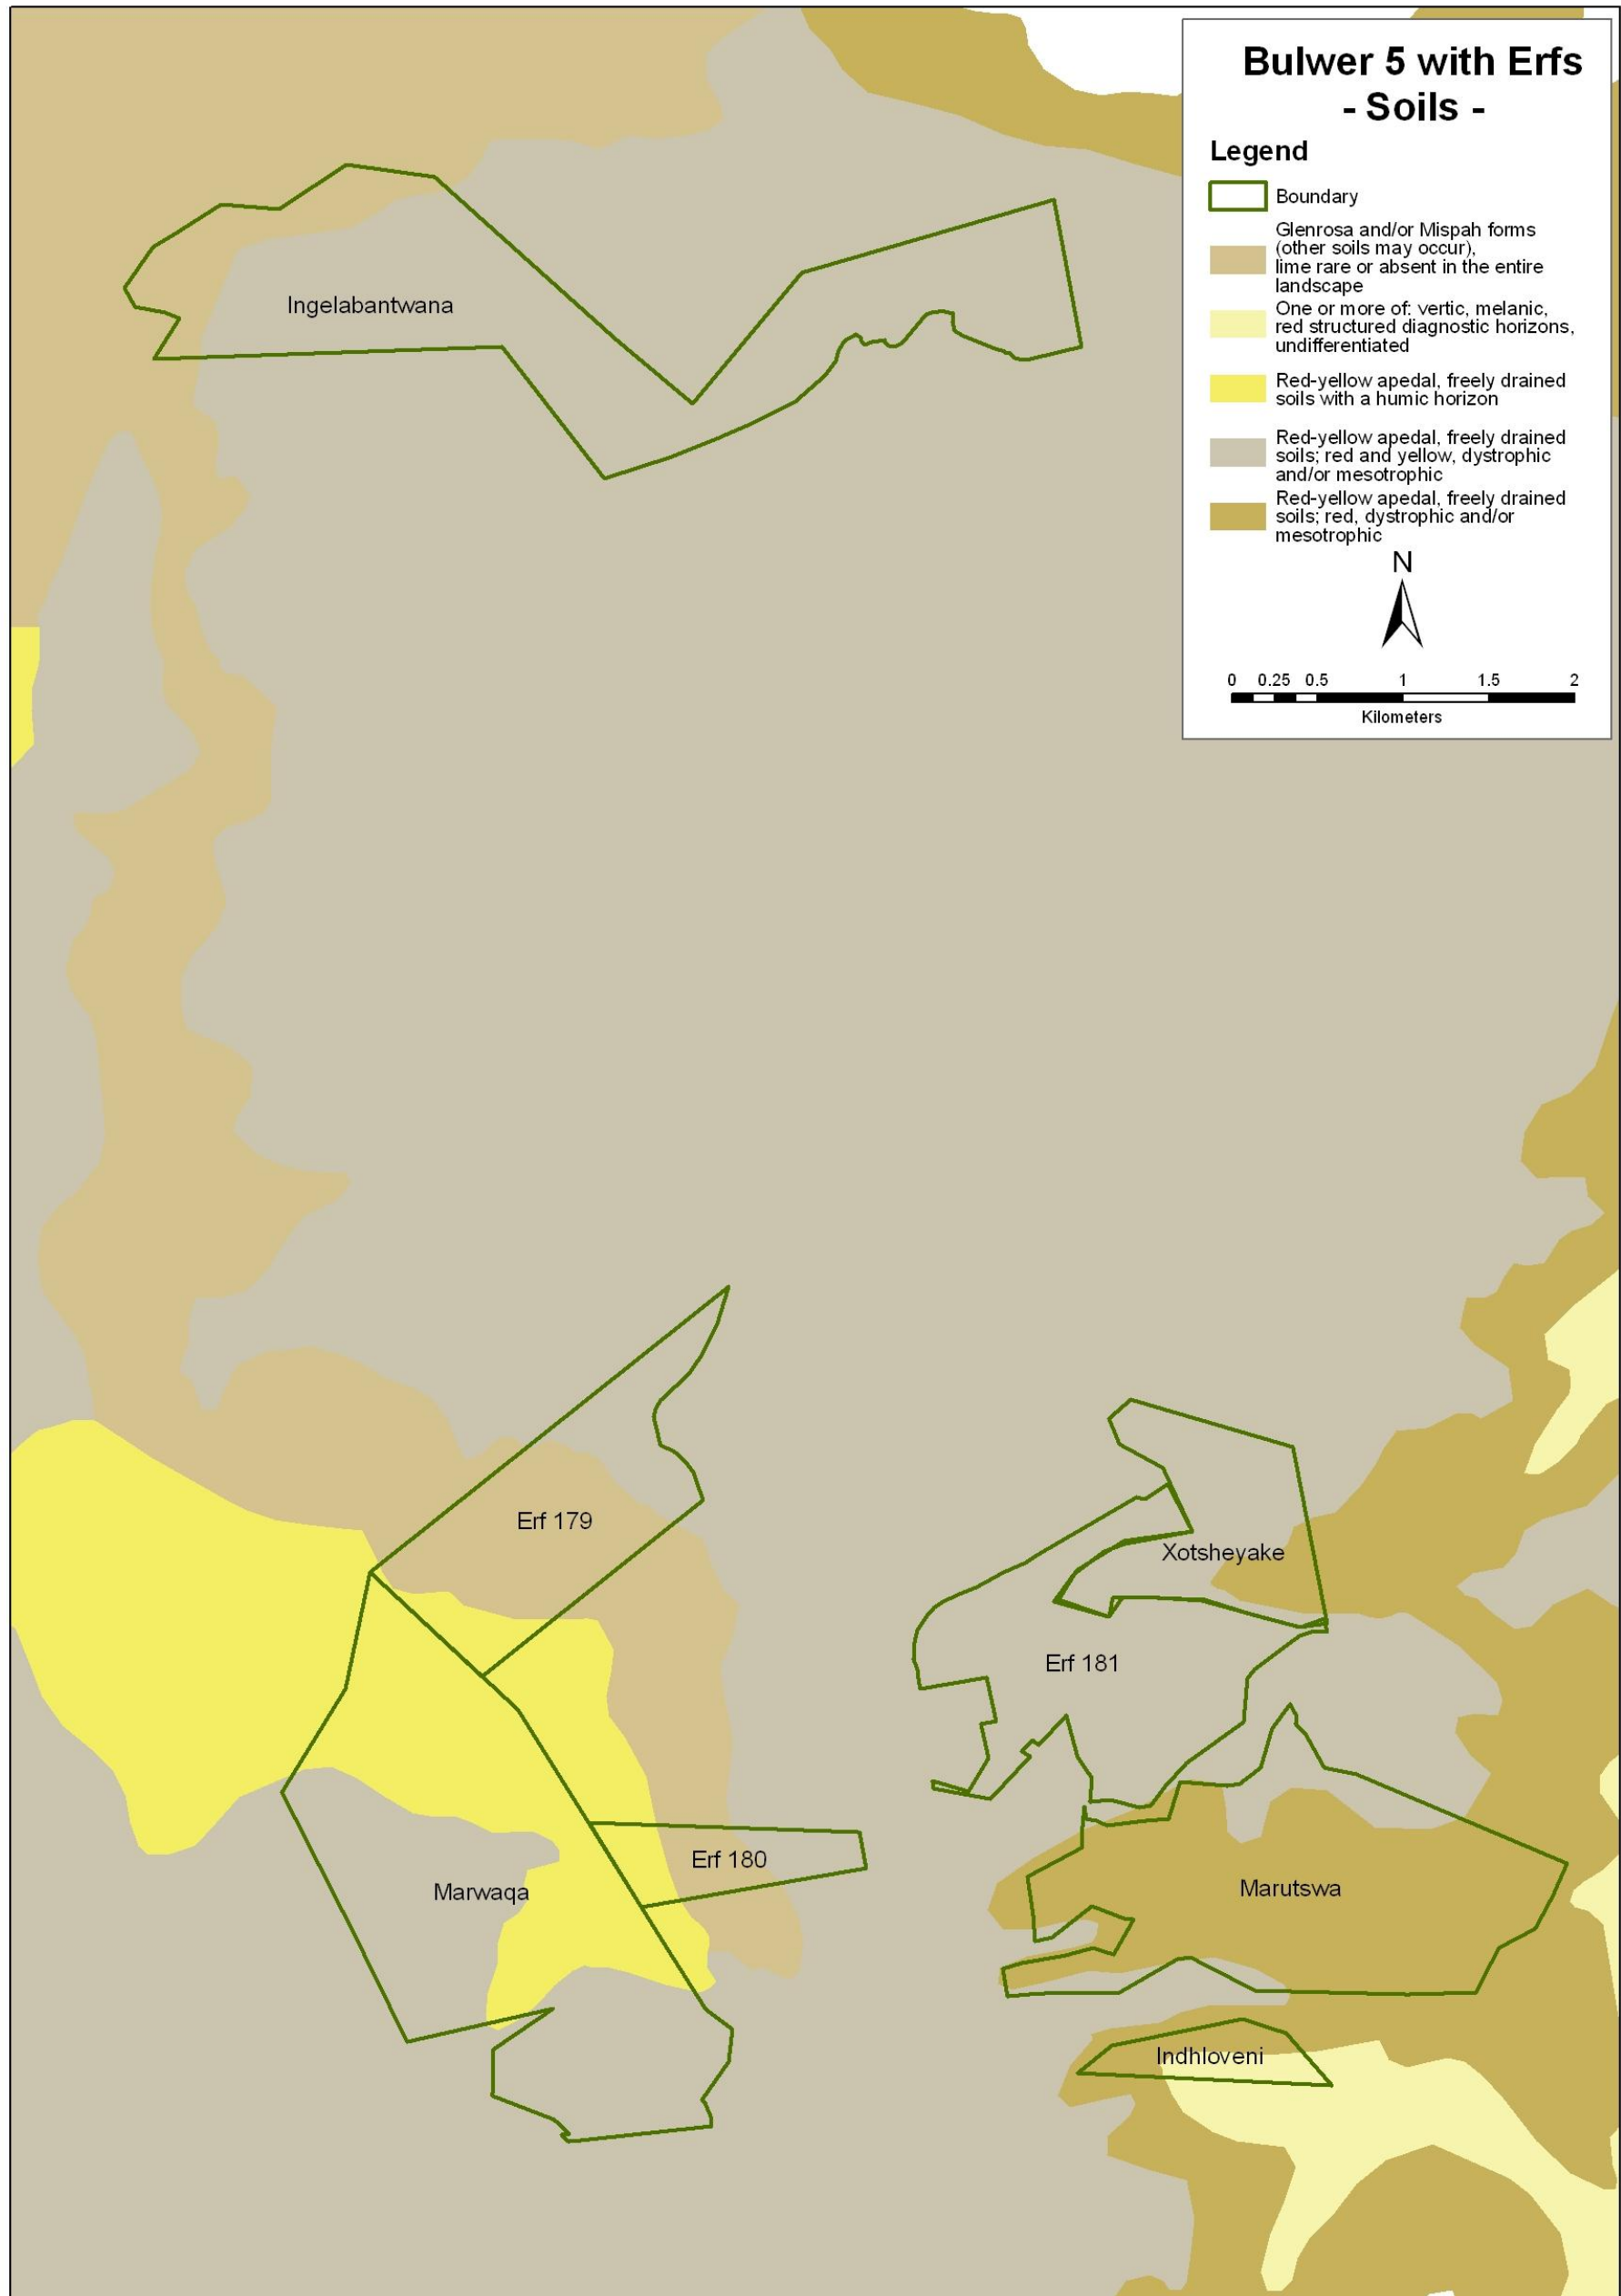 Bulwer 5 with Erfs
- Soils -
Legend
Boundary
Glenrosa and/or Mispah forms
(other soils may occur),
lime rare or absent in the entire
landscape
One or more of: vertic, melanic,
red structured diagnostic horizons,
undifferentiated
Red-yellow apedal, freely drained
soils with a humic horizon
Red-yellow apedal, freely drained
soils; red and yellow, dystrophic
and/or mesotrophic
Red-yellow apedal, freely drained
soils; red, dystrophic and/or
mesotrophic
N
0 0.25 0.5 1 1.5 2
Kilometers
Ingelabantwana
Erf 179
Xotsheyake
Erf 181
Erf 180
Marwaqa
Marutswa
Indhloveni